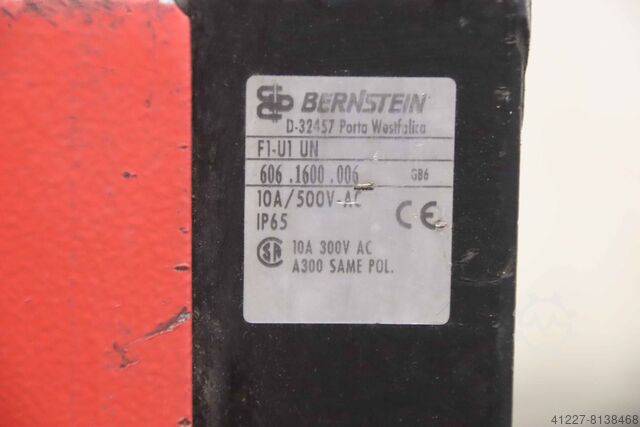 BERNSTEIN
D-32457 Porta Westfalica
F1-U1 UN
606.1600.006 GB6
10A/500V-AC
IP65 CE
SA 10A 300V AC
A300 SAME POL.
41227-8138468